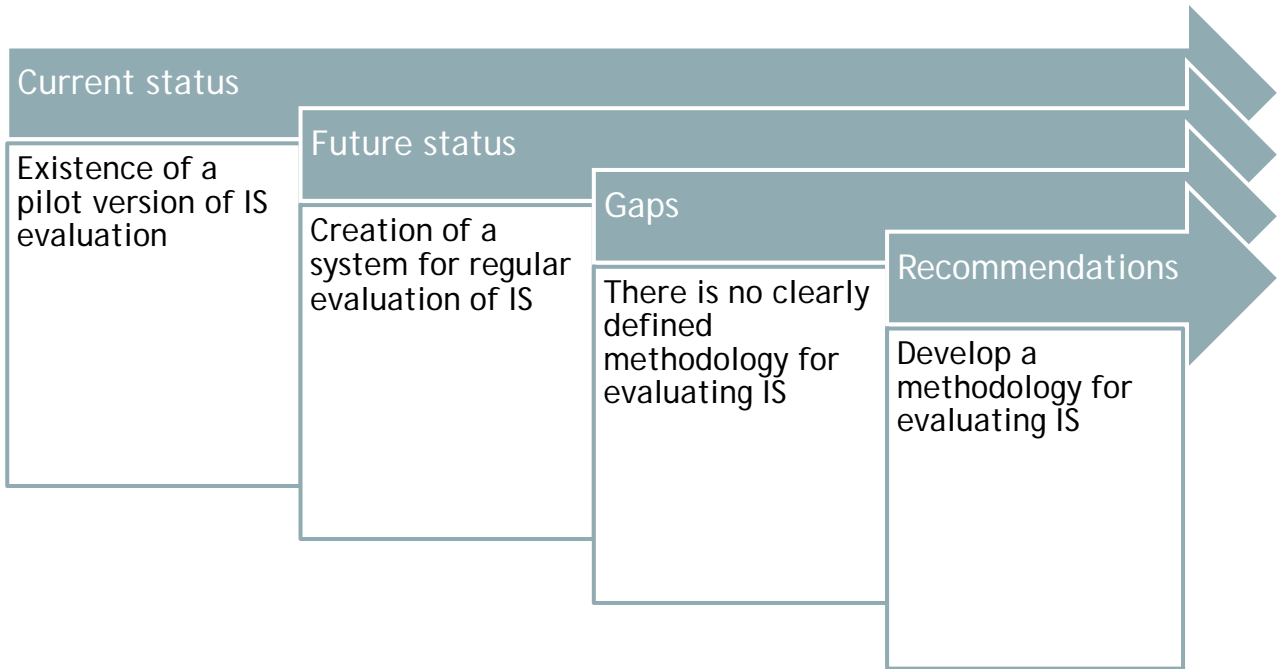 Current status
Existence of a
pilot version of IS
evaluation
Future status
Creation of a
system for regular
evaluation of IS
Gaps
There is no clearly
defined
methodology for
evaluating IS
Recommendations
Develop a
methodology for
evaluating IS